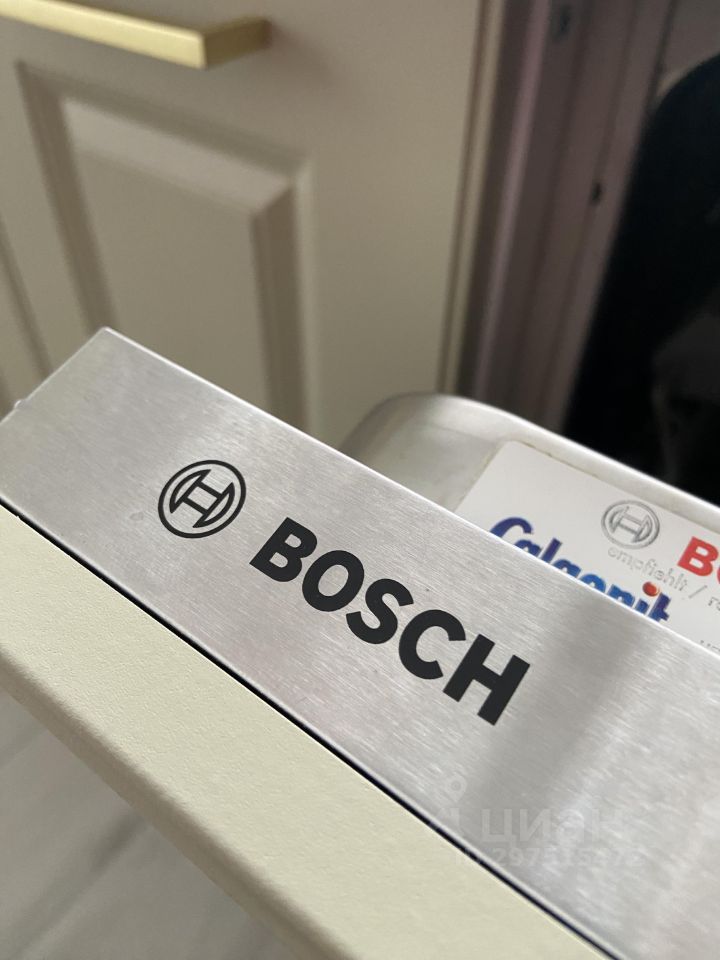 BOSCH
Calgonit
empfiehlt /
циан